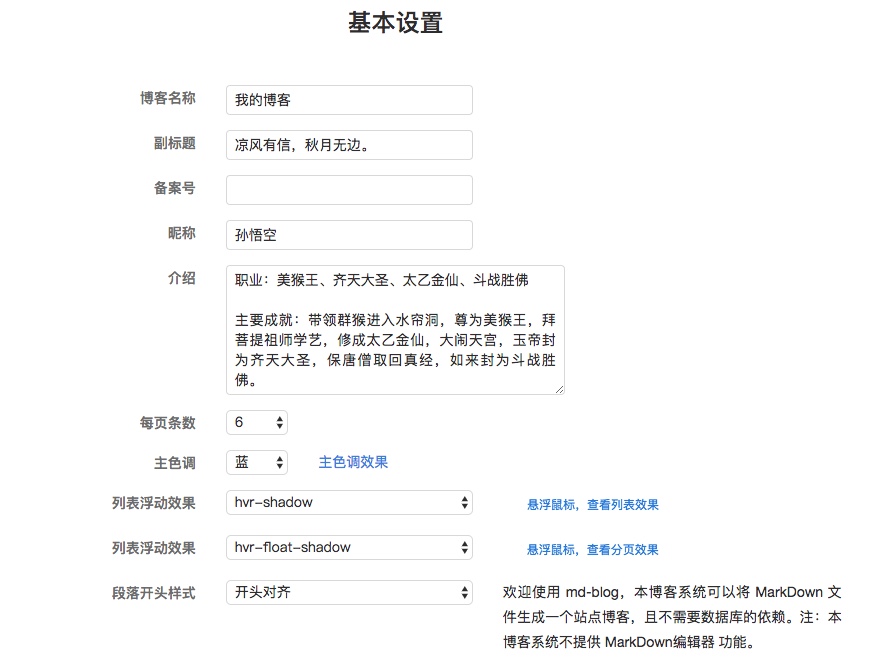 基本设置
博客名称
我的博客
副标题
凉风有信，秋月无边。
备案号
昵称
孙悟空
介绍
职业：美猴王、齐天大圣、太乙金仙、斗战胜佛
主要成就：带领群猴进入水帘洞，尊为美猴王，拜
菩提祖师学艺，修成太乙金仙，大闹天宫，玉帝封
为齐天大圣，保唐僧取回真经，如来封为斗战胜
佛。
每页条数
6
主色调
蓝
主色调效果
列表浮动效果
hvr-shadow
悬浮鼠标，查看列表效果
列表浮动效果
hvr-float-shadow
悬浮鼠标，查看分页效果
段落开头样式
开头对齐
欢迎使用 md-blog，本博客系统可以将 MarkDown 文
件生成一个站点博客，且不需要数据库的依赖。注：本
博客系统不提供 MarkDown编辑器 功能。